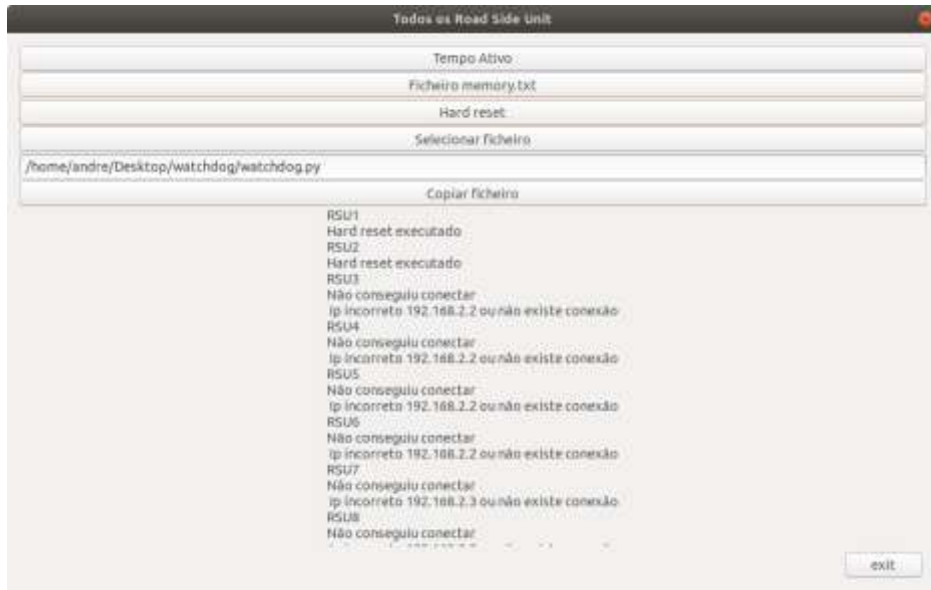 Todos os Road Side Unit
Tempo Ativo
Ficheiro memory.txt
Hard reset
Selecionar ficheiro
/home/andre/Desktop/watchdog/watchdog.py
Copiar ficheiro
RSU1
Hard reset executado
RSU2
Hard reset executado
RSU3
Não conseguiu conectar
Ip incorreto 192.168.2.2 ou não existe conexão
RSU4
Não conseguiu conectar
Ip incorreto 192.168.2.2 ou não existe conexão
RSU5
Não conseguiu conectar
Ip incorreto 192.168.2.2 ou não existe conexão
RSU6
Não conseguiu conectar
Ip incorreto 192.168.2.2 ou não existe conexão
RSU7
Não conseguiu conectar
Ip incorreto 192.168.2.3 ou não existe conexão
RSU8
Não conseguiu conectar
exit